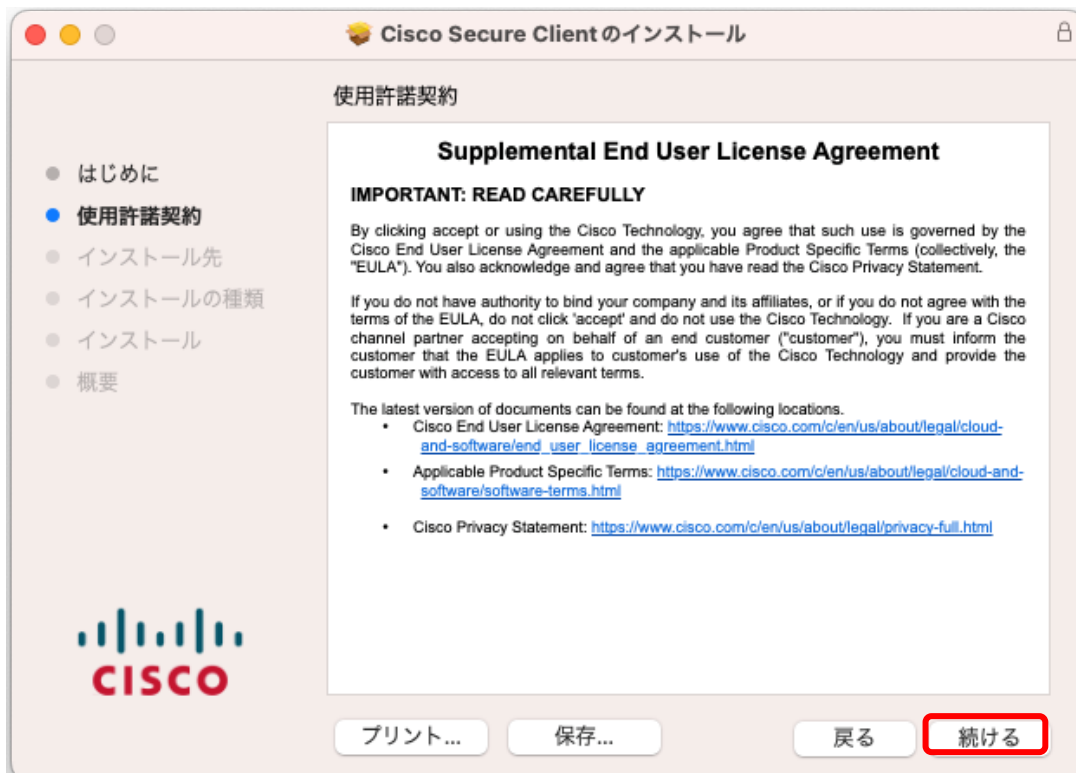 Cisco Secure Clientのインストール
使用許諾契約
はじめに
使用許諾契約
インストール先
インストールの種類
インストール
概要
Supplemental End User License Agreement
IMPORTANT: READ CAREFULLY
By clicking accept or using the Cisco Technology, you agree that such use is governed by the
Cisco End User License Agreement and the applicable Product Specific Terms (collectively, the
"EULA"). You also acknowledge and agree that you have read the Cisco Privacy Statement.
If you do not have authority to bind your company and its affiliates, or if you do not agree with the
terms of the EULA, do not click 'accept' and do not use the Cisco Technology. If you are a Cisco
channel partner accepting on behalf of an end customer ("customer"), you must inform the
customer that the EULA applies to customer's use of the Cisco Technology and provide the
customer with access to all relevant terms.
The latest version of documents can be found at the following locations.
• Cisco End User License Agreement: https://www.cisco.com/c/en/us/about/legal/cloud-
and-software/end_user_license_agreement.html
• Applicable Product Specific Terms: https://www.cisco.com/c/en/us/about/legal/cloud-and-
software/software-terms.html
• Cisco Privacy Statement: https://www.cisco.com/c/en/us/about/legal/privacy-full.html
CISCO
プリント... 保存... 戻る 続ける